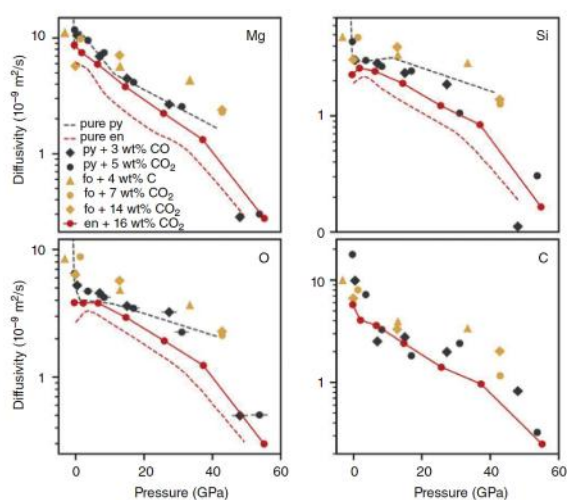 Mg
Si
10
1
Diffusivity (10⁻⁹ m²/s)
pure py
pure en
py + 3 wt% CO
py + 5 wt% CO₂
fo + 4 wt% C
fo + 7 wt% CO₂
fo + 14 wt% CO₂
en + 16 wt% CO₂
1
0
O
C
10
1
Diffusivity (10⁻⁹ m²/s)
10
1
0 20 40 60
0 20 40 60
Pressure (GPa)
Pressure (GPa)